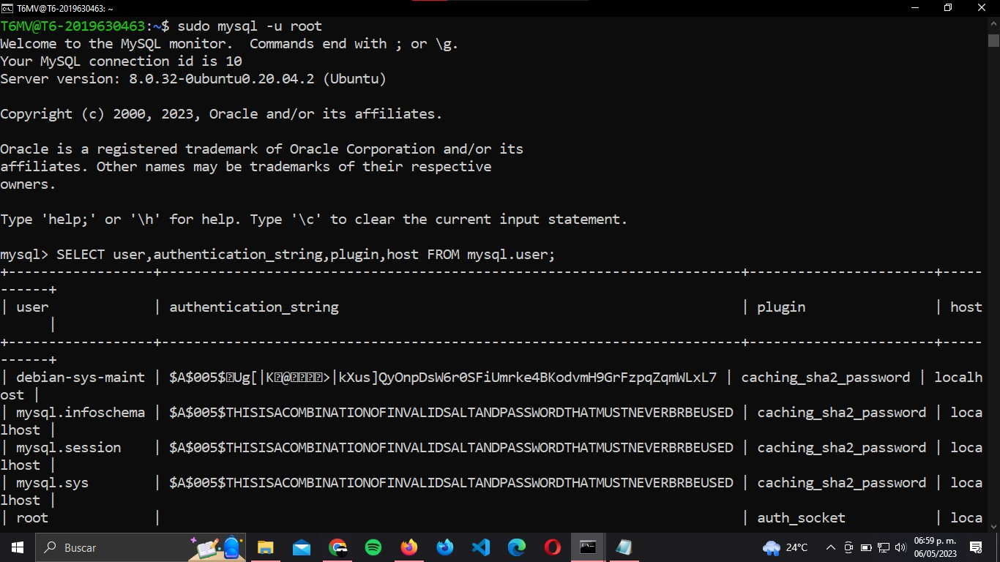 T6MV@T6-2019630463: ~
T6MV@T6-2019630463:~$ sudo mysql -u root
Welcome to the MySQL monitor.  Commands end with ; or \g.
Your MySQL connection id is 10
Server version: 8.0.32-0ubuntu0.20.04.2 (Ubuntu)
Copyright (c) 2000, 2023, Oracle and/or its affiliates.
Oracle is a registered trademark of Oracle Corporation and/or its
affiliates. Other names may be trademarks of their respective
owners.
Type 'help;' or '\h' for help. Type '\c' to clear the current input statement.
mysql> SELECT user,authentication_string,plugin,host FROM mysql.user;
+------------------+------------------------------------------------------------------------+-----------------------+-----
------+
| user             | authentication_string                                                  | plugin                | host
      |
+------------------+------------------------------------------------------------------------+-----------------------+-----
------+
| debian-sys-maint | $A$005$Ug[|K@>|kXus]QyOnpDsW6r0SFiUmrke4BKodvmH9GrFzpqZqmWLxL7 | caching_sha2_password | localh
ost |
| mysql.infoschema | $A$005$THISISACOMBINATIONOFINVALIDSALTANDPASSWORDTHATMUSTNEVERBRBEUSED | caching_sha2_password | loca
lhost |
| mysql.session    | $A$005$THISISACOMBINATIONOFINVALIDSALTANDPASSWORDTHATMUSTNEVERBRBEUSED | caching_sha2_password | loca
lhost |
| mysql.sys        | $A$005$THISISACOMBINATIONOFINVALIDSALTANDPASSWORDTHATMUSTNEVERBRBEUSED | caching_sha2_password | loca
lhost |
| root             |                                                                        | auth_socket           | loca
Buscar
24°C
06:59 p. m.
06/05/2023